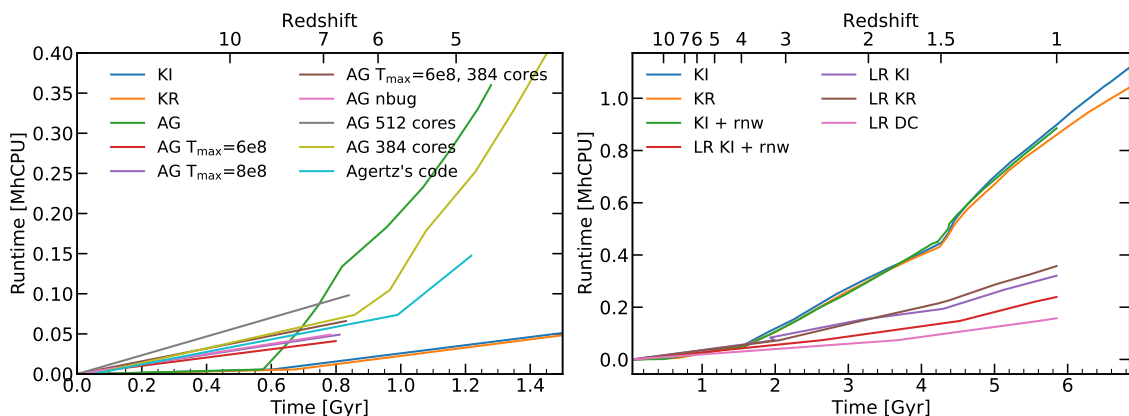 Redshift
10 7 6 5
0.40
0.35
0.30
0.25
0.20
0.15
0.10
0.05
0.00
Runtime [MhCPU]
KI
KR
AG
AG Tmax=6e8
AG Tmax=8e8
AG Tmax=6e8, 384 cores
AG nbug
AG 512 cores
AG 384 cores
Agertz's code
0.0 0.2 0.4 0.6 0.8 1.0 1.2 1.4
Time [Gyr]
Redshift
10 7 6 5 4 3 2 1.5 1
1.0
0.8
0.6
0.4
0.2
0.0
Runtime [MhCPU]
KI
KR
KI + rnw
LR KI + rnw
LR KI
LR KR
LR DC
1 2 3 4 5 6
Time [Gyr]